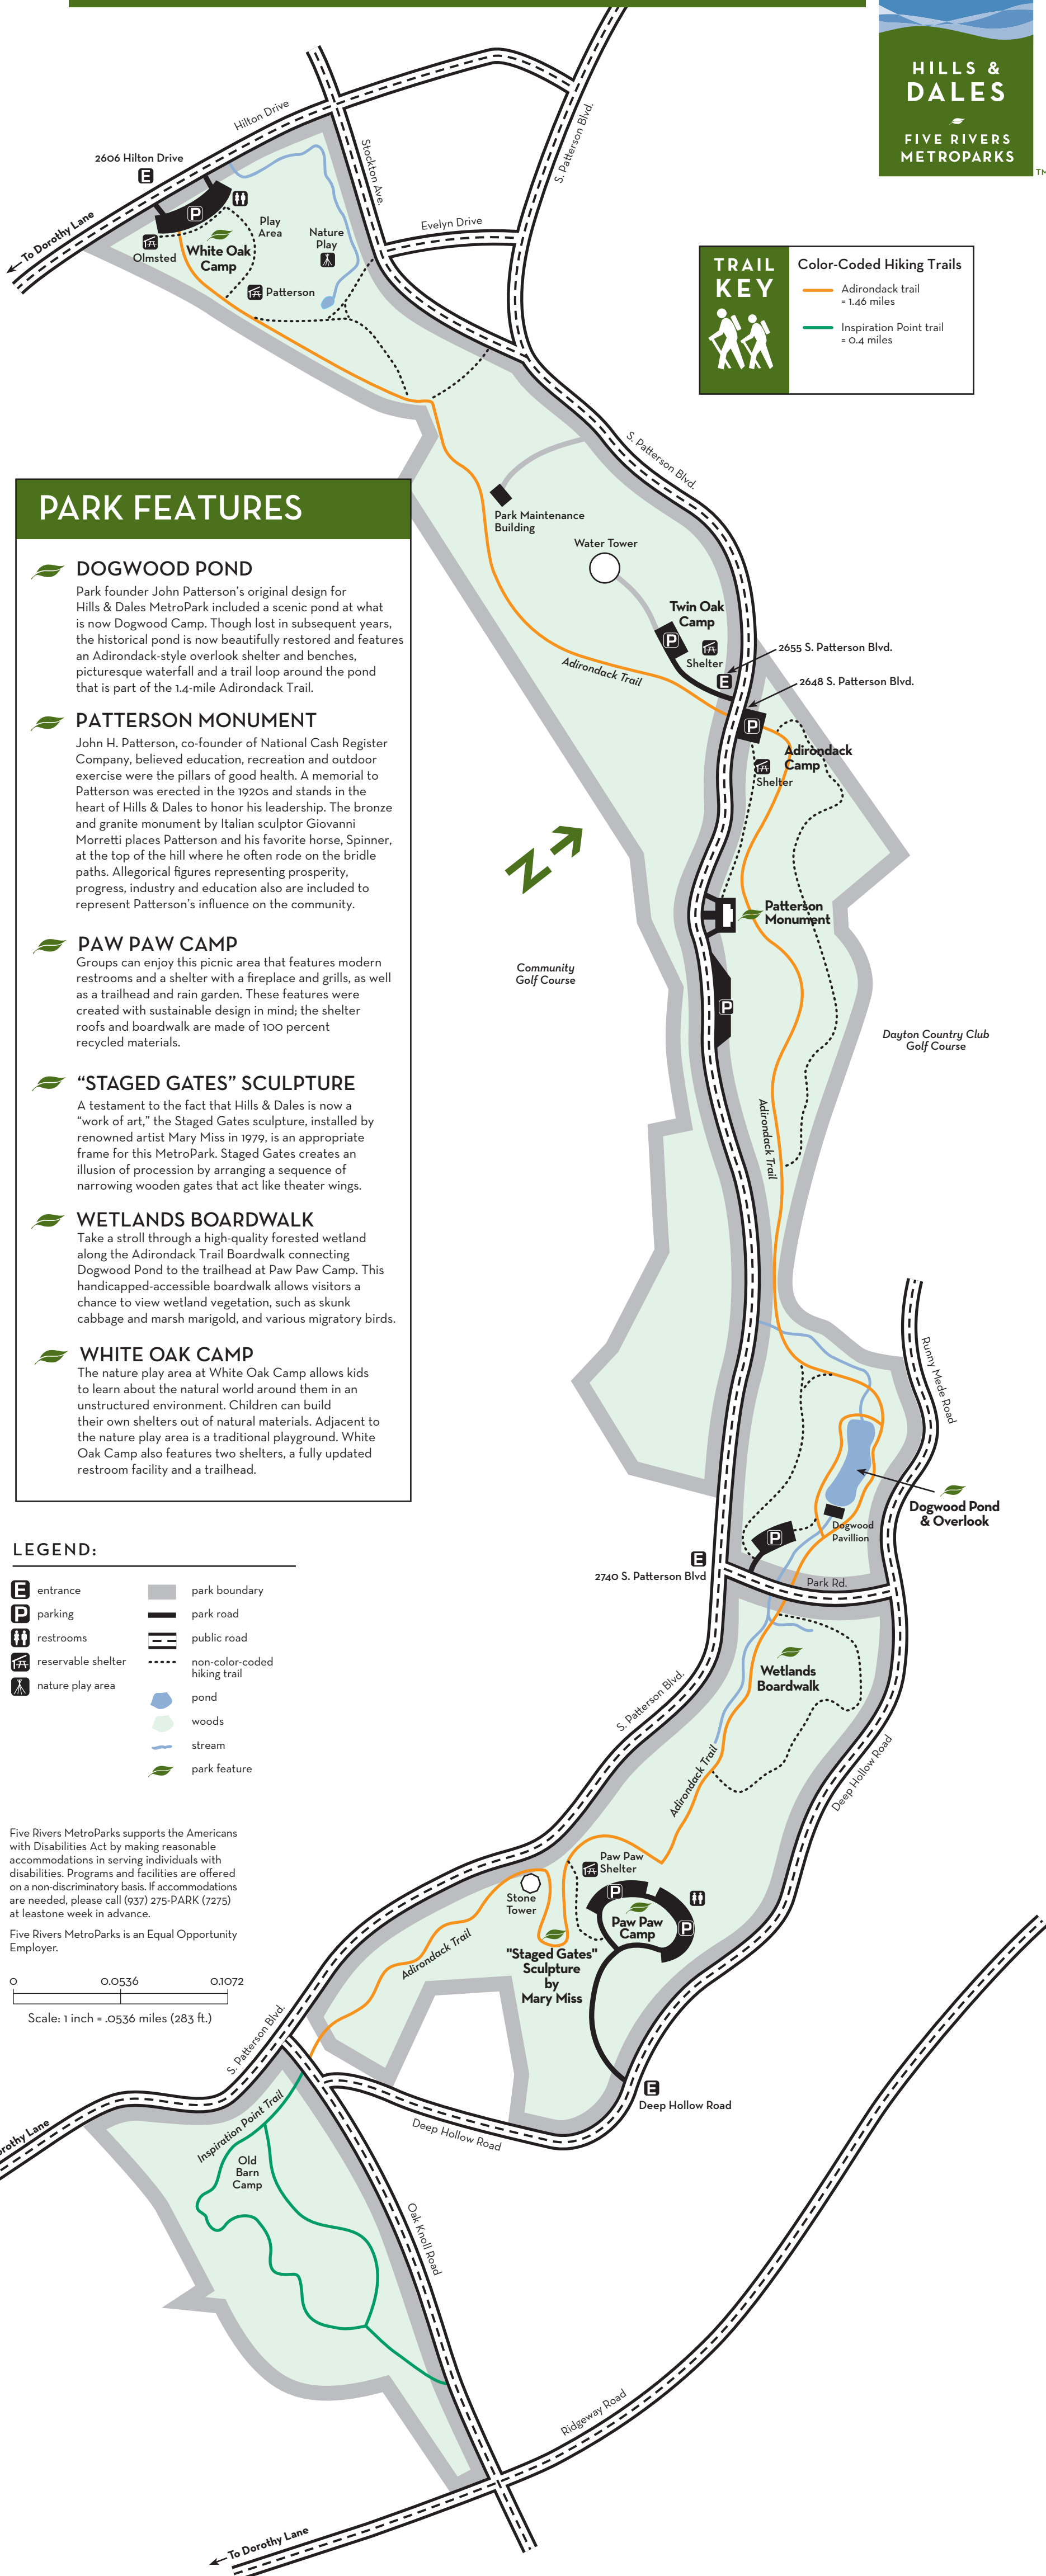 HILLS &
DALES
FIVE RIVERS
METROPARKS
TM
Hilton Drive
2606 Hilton Drive
E
To Dorothy Lane
Stockton Ave.
S. Patterson Blvd.
Evelyn Drive
P
Olmsted
White Oak
Camp
Play
Area
Nature
Play
Patterson
TRAIL
KEY
Color-Coded Hiking Trails
Adirondack trail
= 1.46 miles
Inspiration Point trail
= 0.4 miles
S. Patterson Blvd.
Park Maintenance
Building
Water Tower
Twin Oak
Camp
P
Shelter
E
2655 S. Patterson Blvd.
2648 S. Patterson Blvd.
Adirondack Trail
P
Adirondack
Camp
Shelter
N
Patterson
Monument
Community
Golf Course
P
Dayton Country Club
Golf Course
Adirondack Trail
Runny Mede Road
Dogwood Pond
& Overlook
Dogwood
Pavillion
P
E
2740 S. Patterson Blvd
Park Rd.
Wetlands
Boardwalk
S. Patterson Blvd.
Adirondack Trail
Deep Hollow Road
Paw Paw
Shelter
Stone
Tower
P
P
Paw Paw
Camp
"Staged Gates"
Sculpture
by
Mary Miss
Adirondack Trail
S. Patterson Blvd.
E
Deep Hollow Road
Deep Hollow Road
orothy Lane
Inspiration Point Trail
Old
Barn
Camp
Oak Knoll Road
Ridgeway Road
To Dorothy Lane
PARK FEATURES
DOGWOOD POND
Park founder John Patterson's original design for
Hills & Dales MetroPark included a scenic pond at what
is now Dogwood Camp. Though lost in subsequent years,
the historical pond is now beautifully restored and features
an Adirondack-style overlook shelter and benches,
picturesque waterfall and a trail loop around the pond
that is part of the 1.4-mile Adirondack Trail.
PATTERSON MONUMENT
John H. Patterson, co-founder of National Cash Register
Company, believed education, recreation and outdoor
exercise were the pillars of good health. A memorial to
Patterson was erected in the 1920s and stands in the
heart of Hills & Dales to honor his leadership. The bronze
and granite monument by Italian sculptor Giovanni
Morretti places Patterson and his favorite horse, Spinner,
at the top of the hill where he often rode on the bridle
paths. Allegorical figures representing prosperity,
progress, industry and education also are included to
represent Patterson's influence on the community.
PAW PAW CAMP
Groups can enjoy this picnic area that features modern
restrooms and a shelter with a fireplace and grills, as well
as a trailhead and rain garden. These features were
created with sustainable design in mind; the shelter
roofs and boardwalk are made of 100 percent
recycled materials.
“STAGED GATES” SCULPTURE
A testament to the fact that Hills & Dales is now a
“work of art,” the Staged Gates sculpture, installed by
renowned artist Mary Miss in 1979, is an appropriate
frame for this MetroPark. Staged Gates creates an
illusion of procession by arranging a sequence of
narrowing wooden gates that act like theater wings.
WETLANDS BOARDWALK
Take a stroll through a high-quality forested wetland
along the Adirondack Trail Boardwalk connecting
Dogwood Pond to the trailhead at Paw Paw Camp. This
handicapped-accessible boardwalk allows visitors a
chance to view wetland vegetation, such as skunk
cabbage and marsh marigold, and various migratory birds.
WHITE OAK CAMP
The nature play area at White Oak Camp allows kids
to learn about the natural world around them in an
unstructured environment. Children can build
their own shelters out of natural materials. Adjacent to
the nature play area is a traditional playground. White
Oak Camp also features two shelters, a fully updated
restroom facility and a trailhead.
LEGEND:
E entrance
P parking
restrooms
reservable shelter
nature play area
park boundary
park road
public road
non-color-coded
hiking trail
pond
woods
stream
park feature
Five Rivers MetroParks supports the Americans
with Disabilities Act by making reasonable
accommodations in serving individuals with
disabilities. Programs and facilities are offered
on a non-discriminatory basis. If accommodations
are needed, please call (937) 275-PARK (7275)
at leastone week in advance.
Five Rivers MetroParks is an Equal Opportunity
Employer.
0 0.0536 0.1072
Scale: 1 inch = .0536 miles (283 ft.)